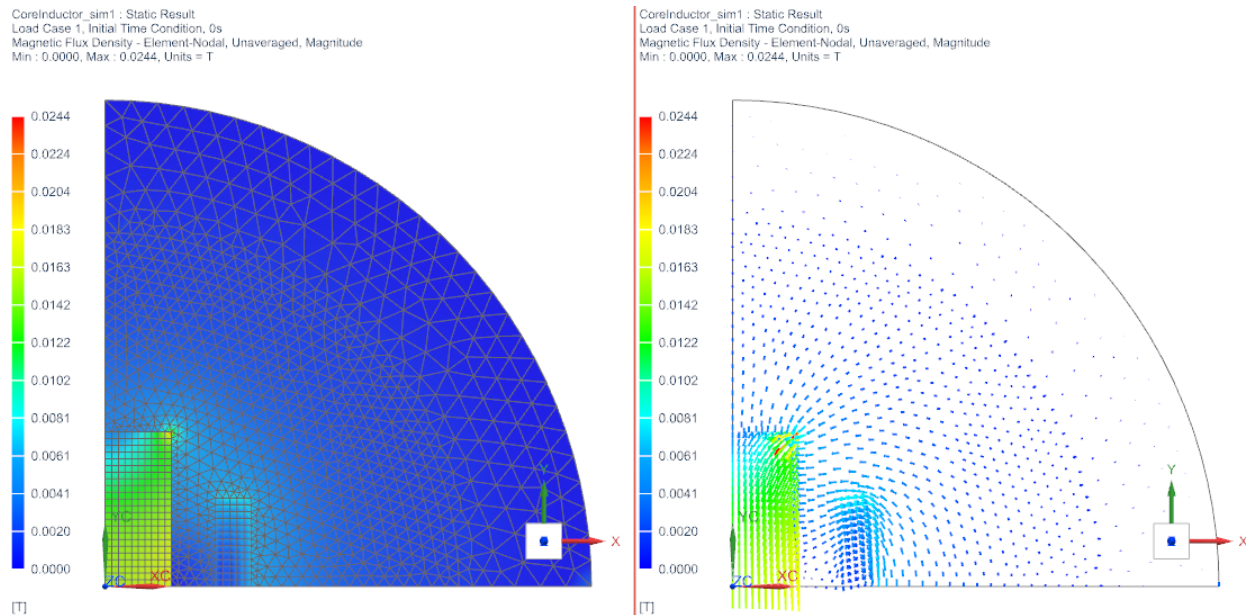 CoreInductor_sim1 : Static Result
Load Case 1, Initial Time Condition, 0s
Magnetic Flux Density - Element-Nodal, Unaveraged, Magnitude
Min : 0.0000, Max : 0.0244, Units = T
0.0244
0.0224
0.0204
0.0183
0.0163
0.0142
0.0122
0.0102
0.0081
0.0061
0.0041
0.0020
0.0000
[T]
YC
ZC
XC
Y
X
CoreInductor_sim1 : Static Result
Load Case 1, Initial Time Condition, 0s
Magnetic Flux Density - Element-Nodal, Unaveraged, Magnitude
Min : 0.0000, Max : 0.0244, Units = T
0.0244
0.0224
0.0204
0.0183
0.0163
0.0142
0.0122
0.0102
0.0081
0.0061
0.0041
0.0020
0.0000
[T]
YC
ZC
XC
Y
X